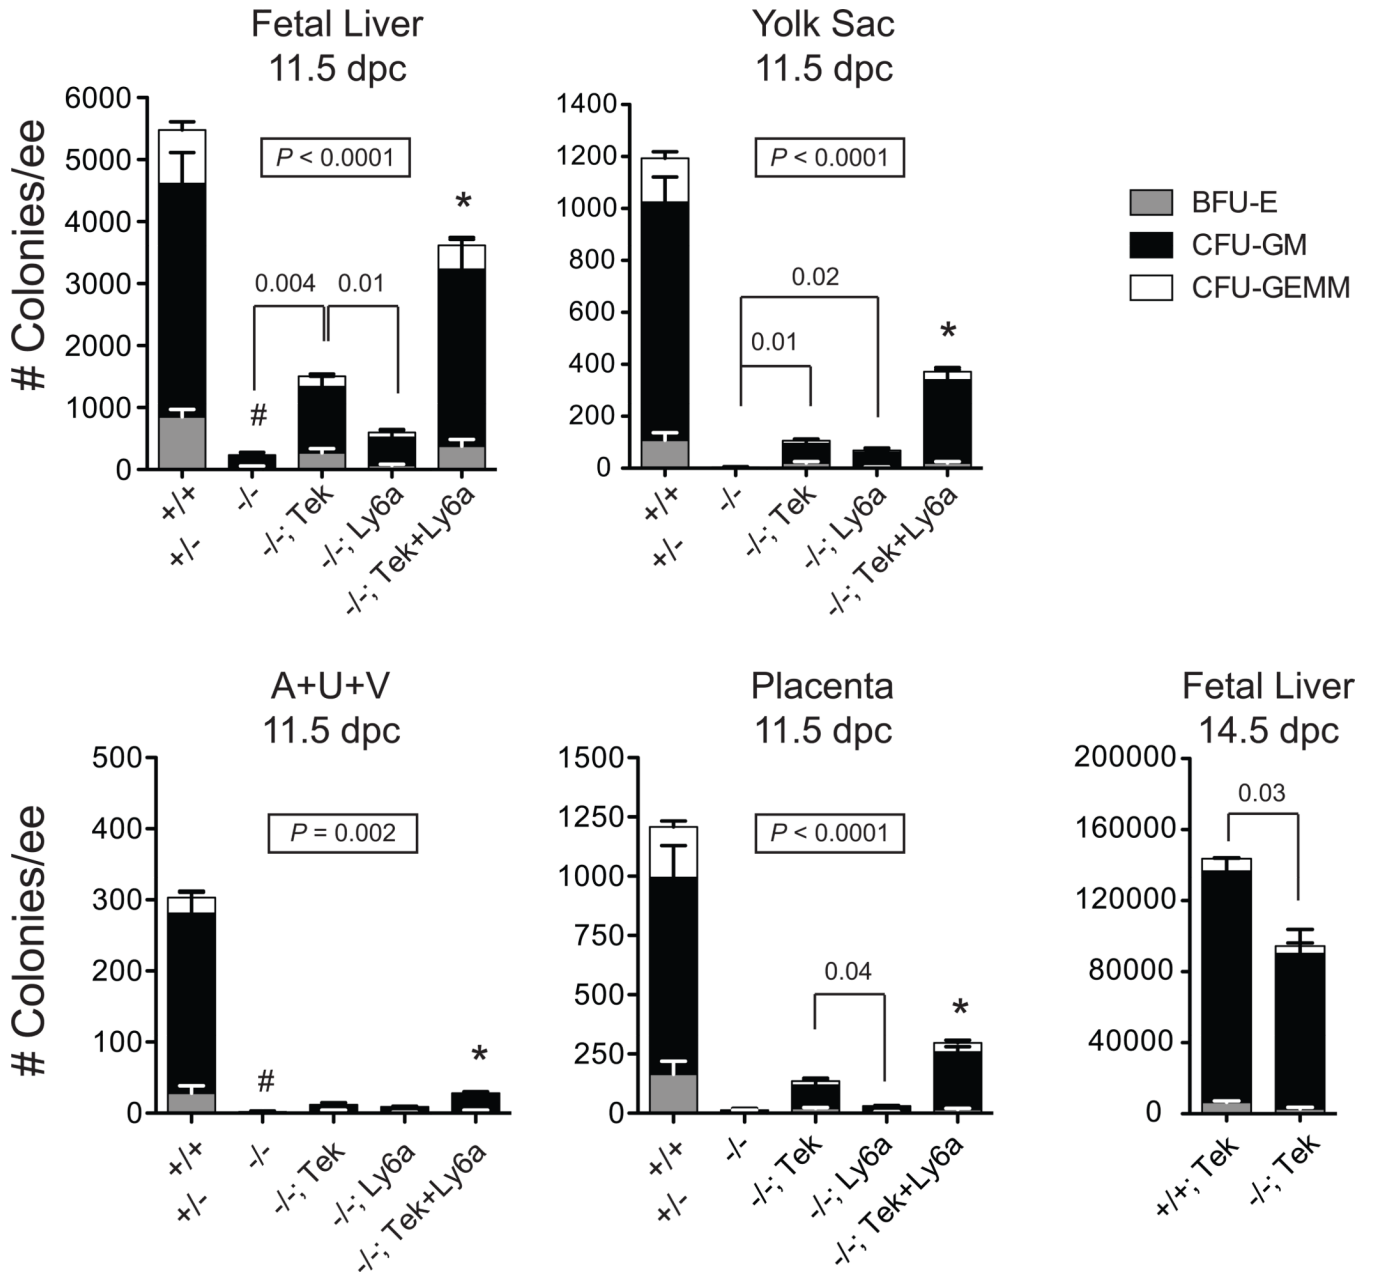 Fetal Liver
11.5 dpc
# Colonies/ee
6000
5000
4000
3000
2000
1000
0
P < 0.0001
0.004
0.01
#
*
+/+
+/-
-/-
-/-; Tek
-/-; Ly6a
-/-; Tek+Ly6a
Yolk Sac
11.5 dpc
1400
1200
1000
800
600
400
200
0
P < 0.0001
0.02
0.01
*
+/+
+/-
-/-
-/-; Tek
-/-; Ly6a
-/-; Tek+Ly6a
BFU-E
CFU-GM
CFU-GEMM
A+U+V
11.5 dpc
# Colonies/ee
500
400
300
200
100
0
P = 0.002
#
*
+/+
+/-
-/-
-/-; Tek
-/-; Ly6a
-/-; Tek+Ly6a
Placenta
11.5 dpc
1500
1250
1000
750
500
250
0
P < 0.0001
0.04
*
+/+
+/-
-/-
-/-; Tek
-/-; Ly6a
-/-; Tek+Ly6a
Fetal Liver
14.5 dpc
200000
160000
120000
80000
40000
0
0.03
+/+; Tek
-/-; Tek